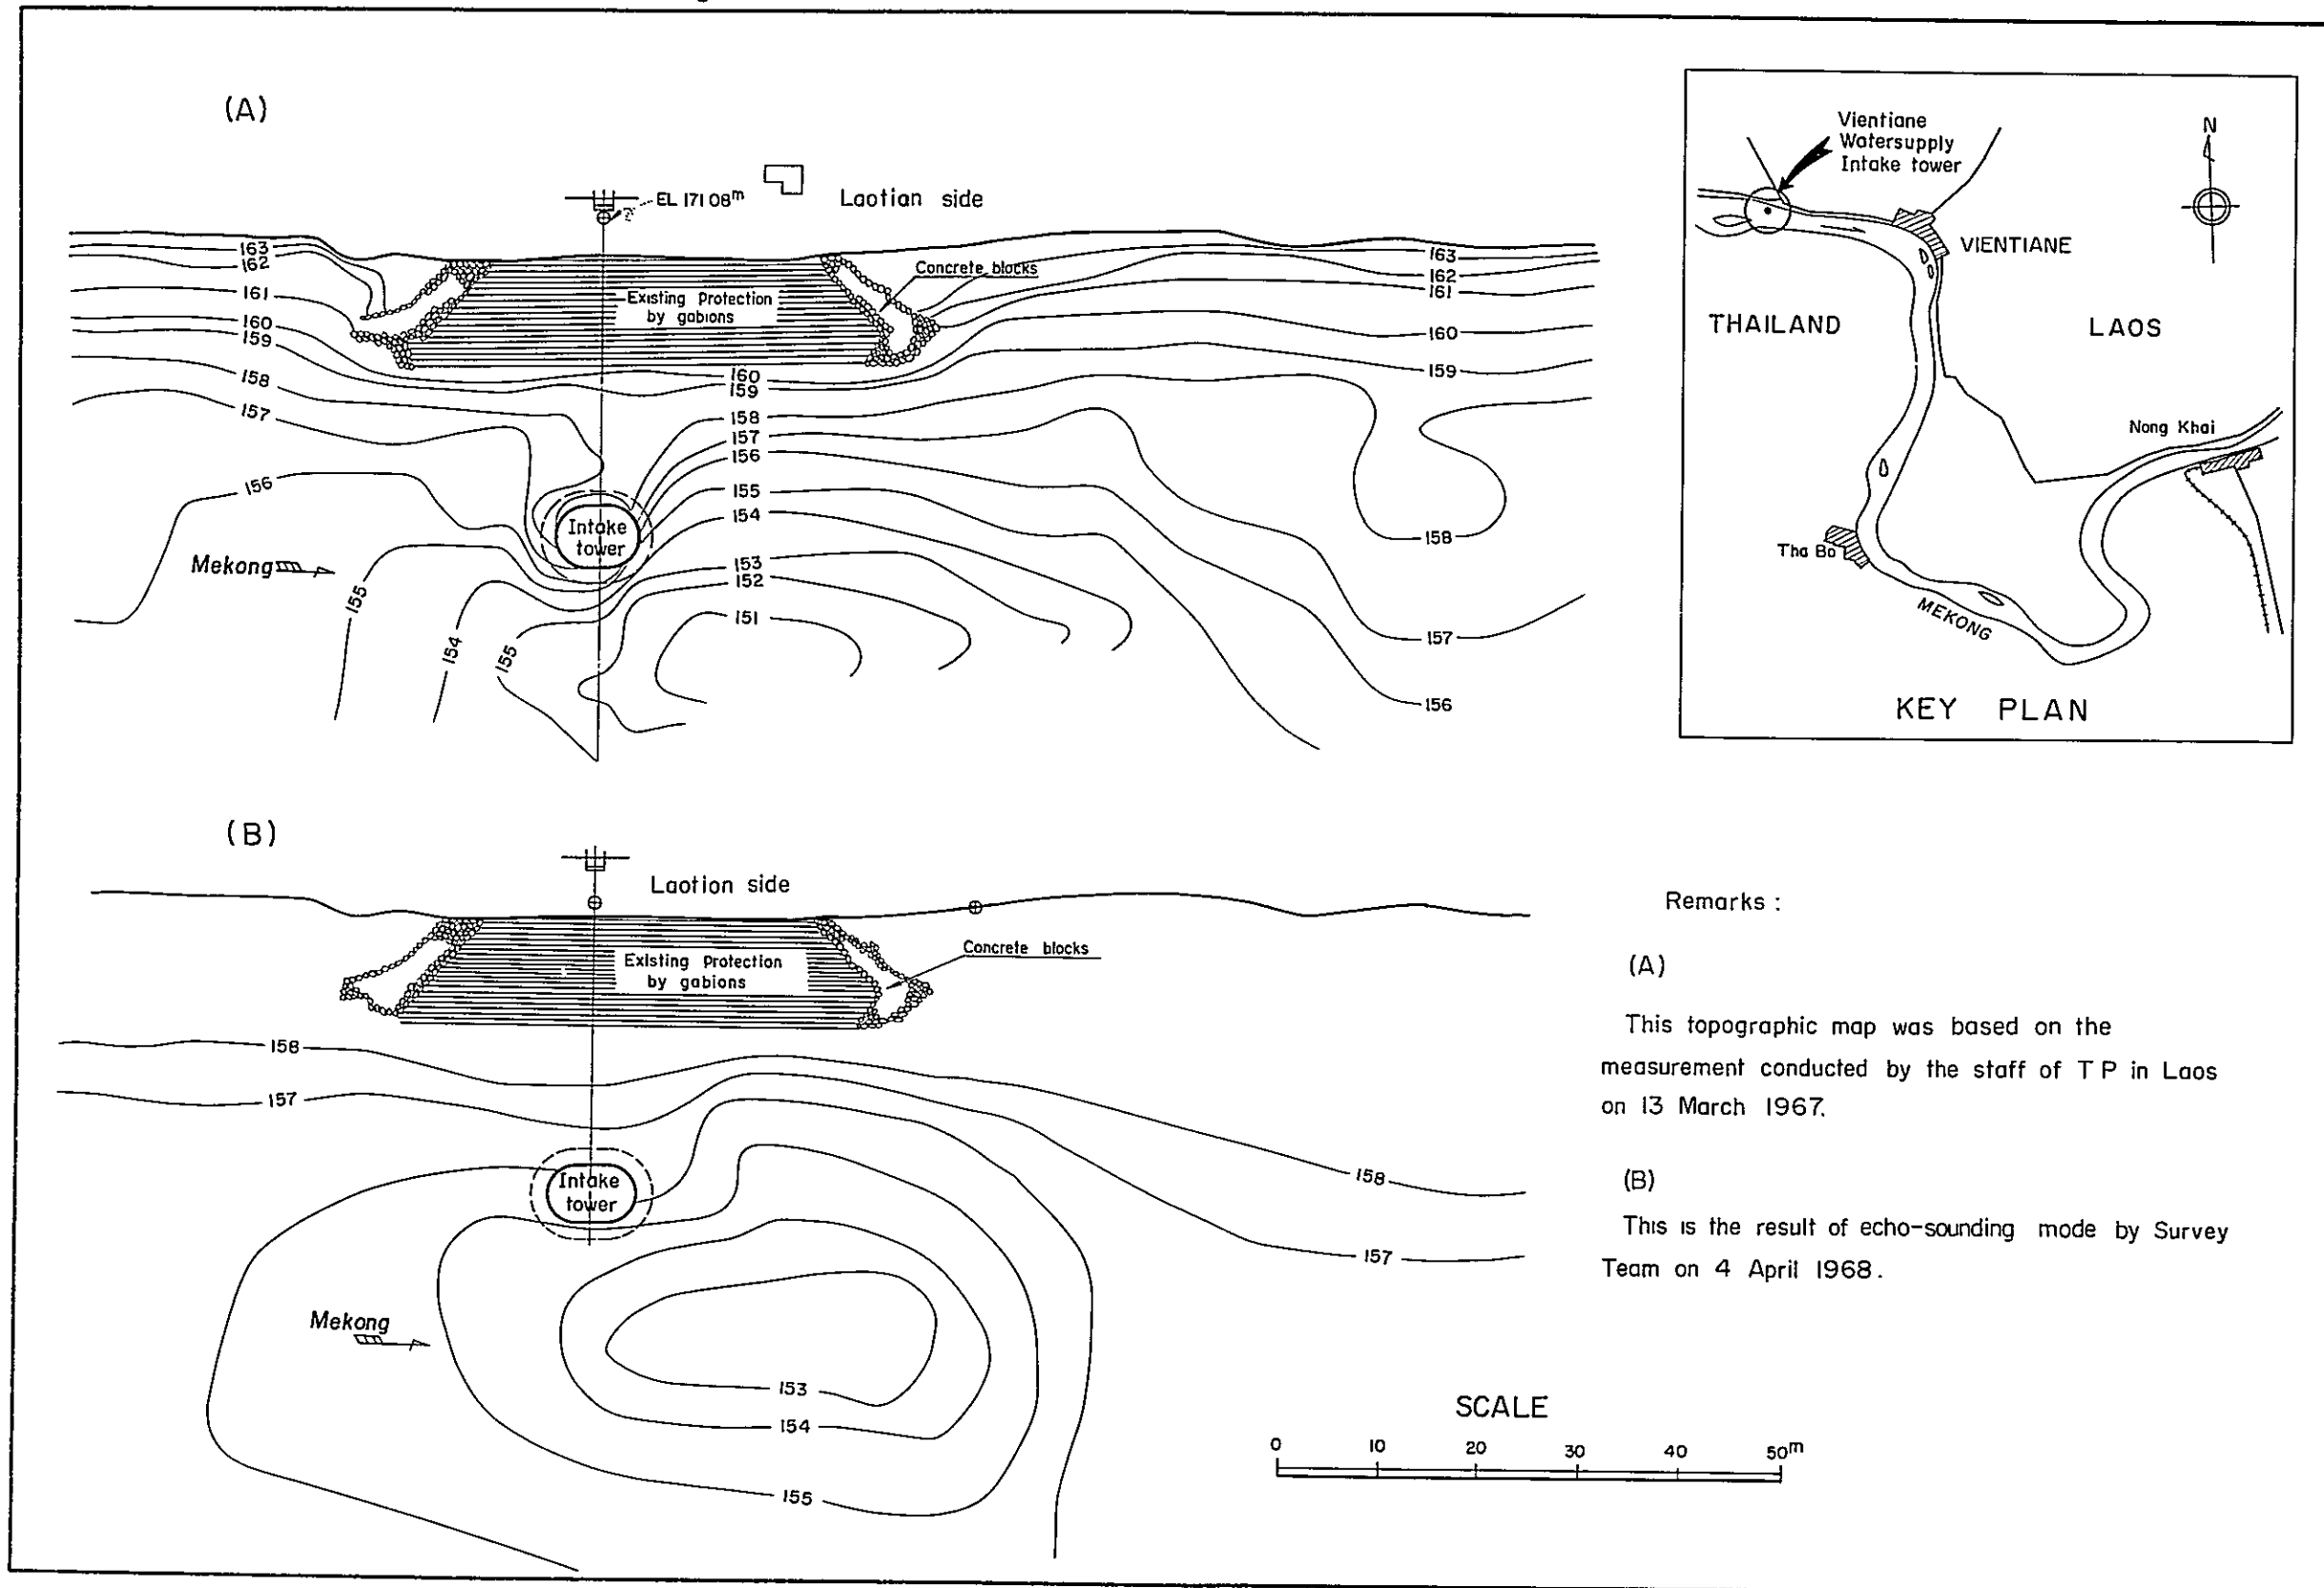 (A)
EL 171 08m
Laotian side
163
162
161
160
159
158
157
156
155
154
155
Concrete blocks
Existing Protection
by gabions
160
159
158
157
156
155
154
153
152
151
163
162
161
160
159
158
157
156
Intake
tower
Mekong
Vientiane
Watersupply
Intake tower
N
VIENTIANE
THAILAND
LAOS
Nong Khai
Tha Bo
MEKONG
KEY PLAN
(B)
Laotion side
Concrete blocks
Existing Protection
by gabions
158
157
Intake
tower
158
157
Mekong
153
154
155
Remarks :
(A)
This topographic map was based on the
measurement conducted by the staff of T P in Laos
on 13 March 1967.
(B)
This is the result of echo-sounding mode by Survey
Team on 4 April 1968.
SCALE
0 10 20 30 40 50m